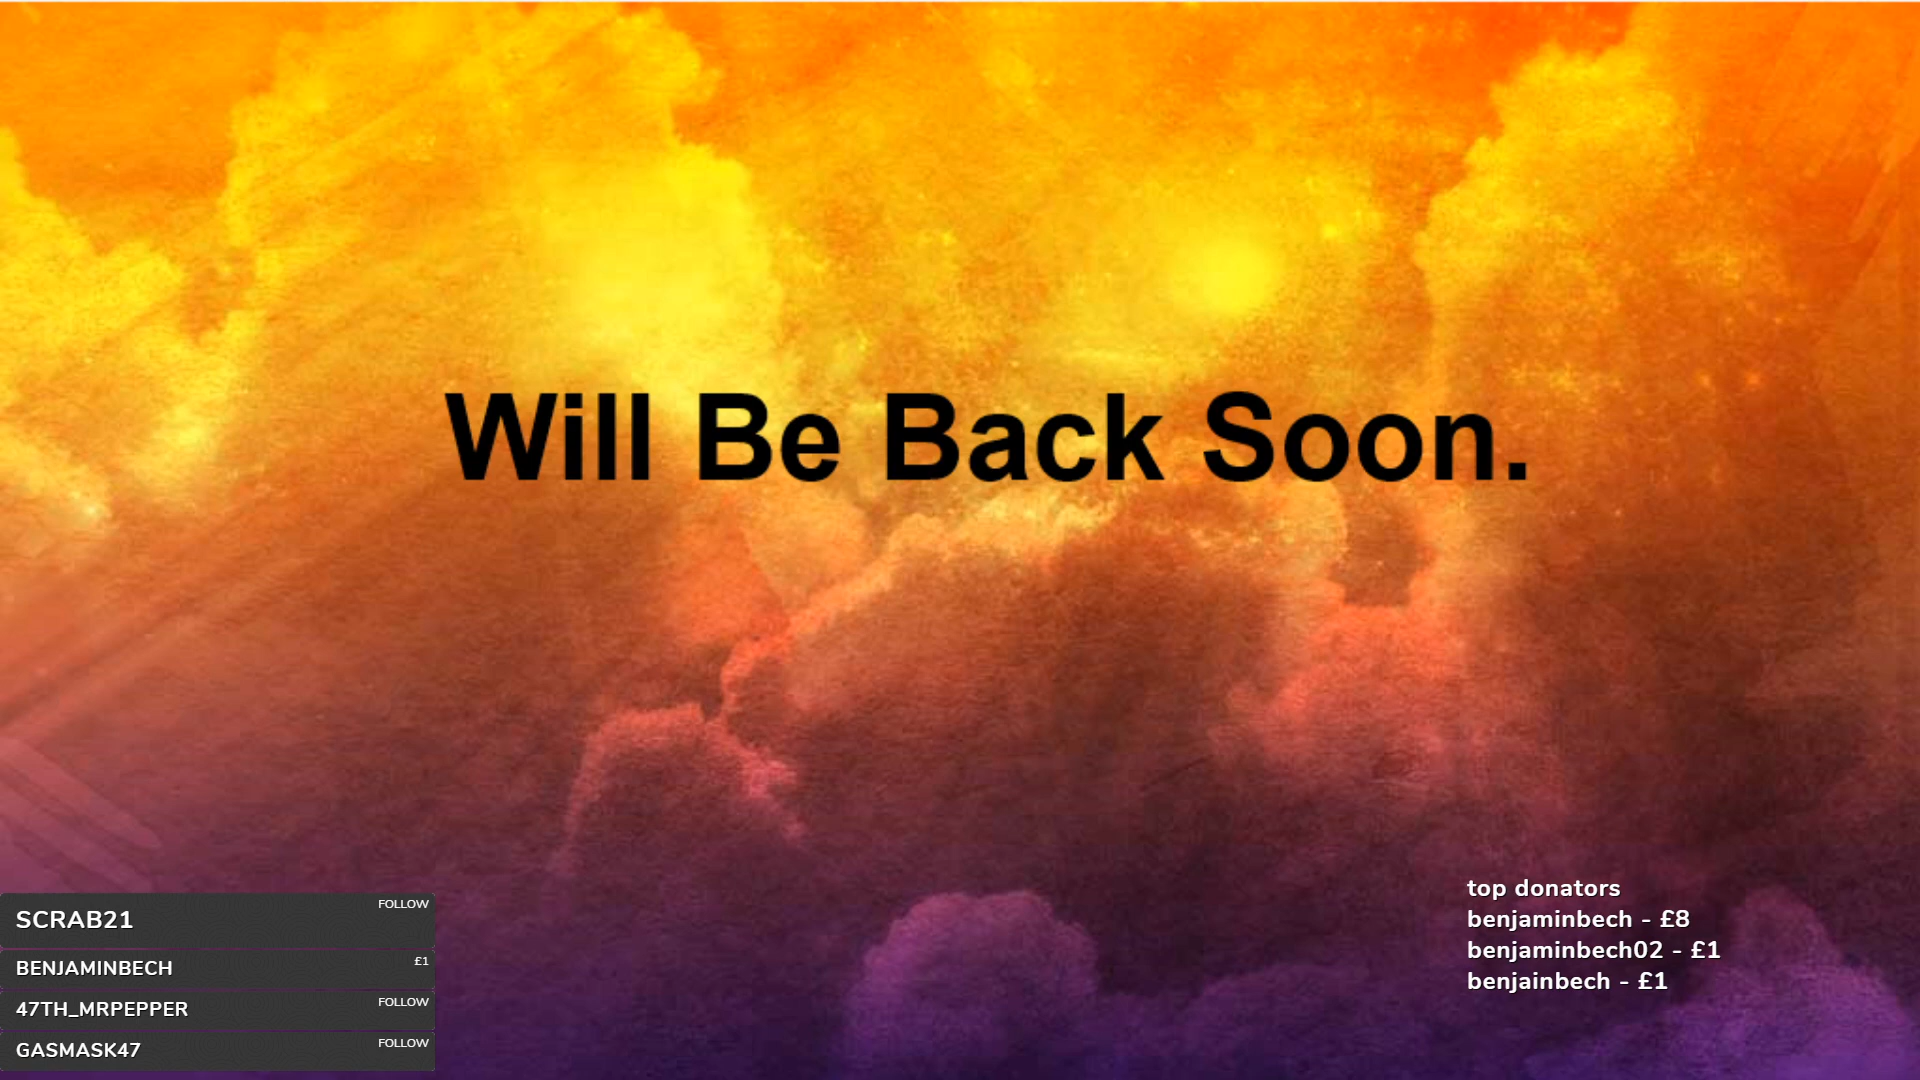 Will Be Back Soon.
SCRAB21 FOLLOW
BENJAMINBECH £1
47TH_MRPEPPER FOLLOW
GASMASK47 FOLLOW
top donators
benjaminbech - £8
benjaminbech02 - £1
benjainbech - £1